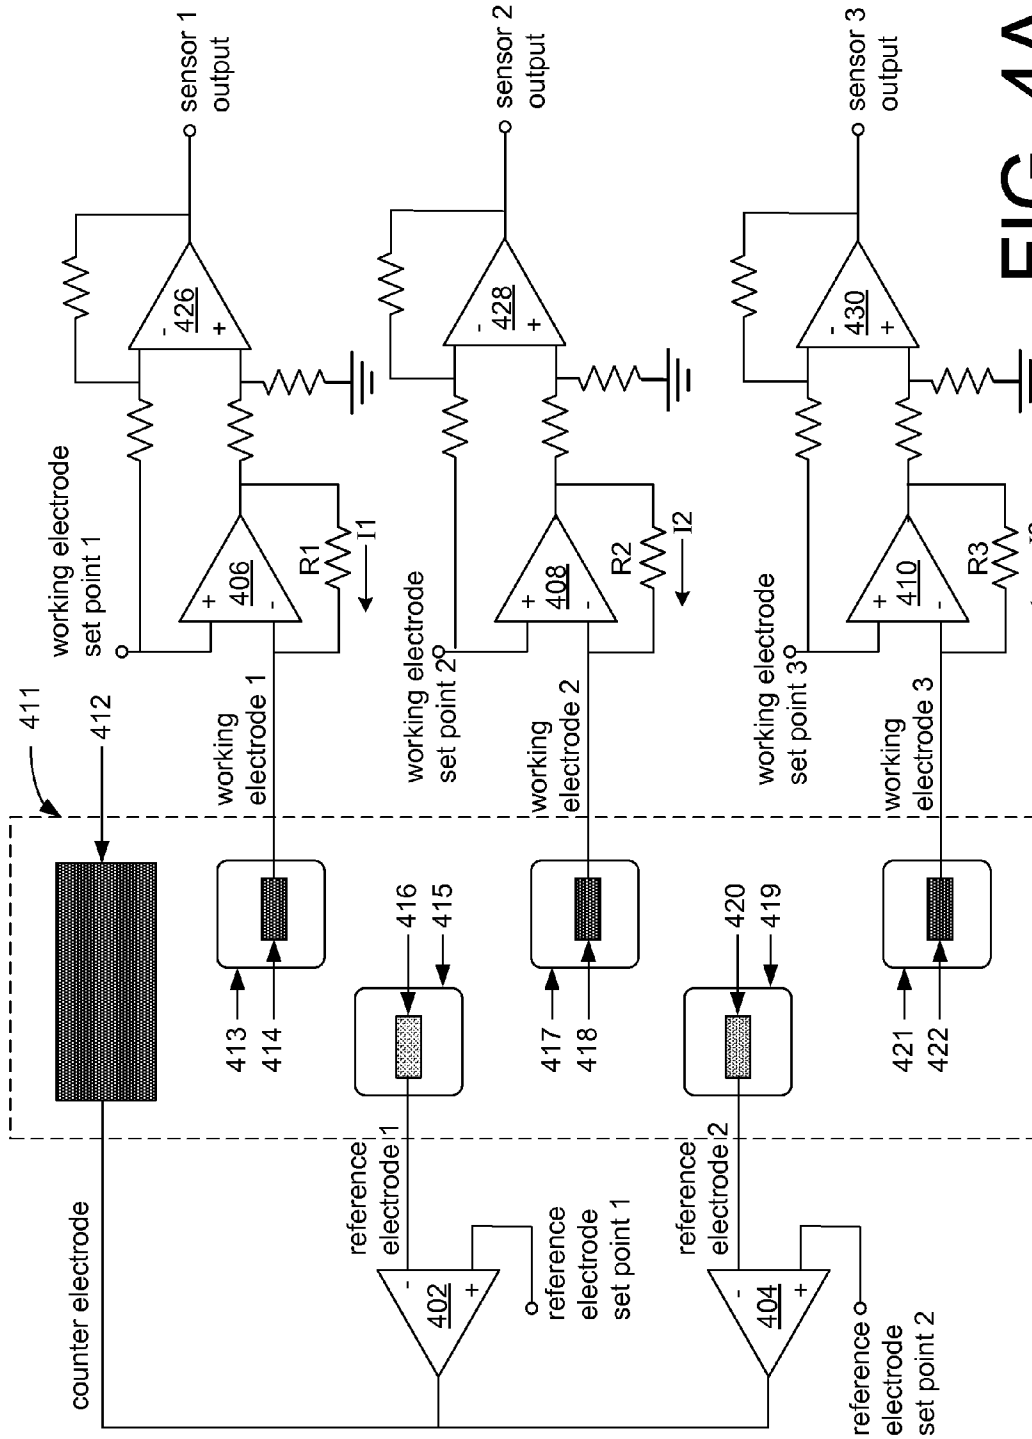 sensor 1
output
sensor 2
output
sensor 3
output
-
426
+
-
428
+
-
430
+
working electrode
set point 1
+
406
-
R1
I1
working electrode
set point 2
+
408
-
R2
I2
working electrode
set point 3
+
410
-
R3
411
412
working
electrode 1
working
electrode 2
working
electrode 3
413
414
416
415
417
418
420
419
421
422
counter electrode
reference
electrode 1
-
402
+
reference
electrode
set point 1
reference
electrode 2
-
404
+
reference
electrode
set point 2
FIG. 4A